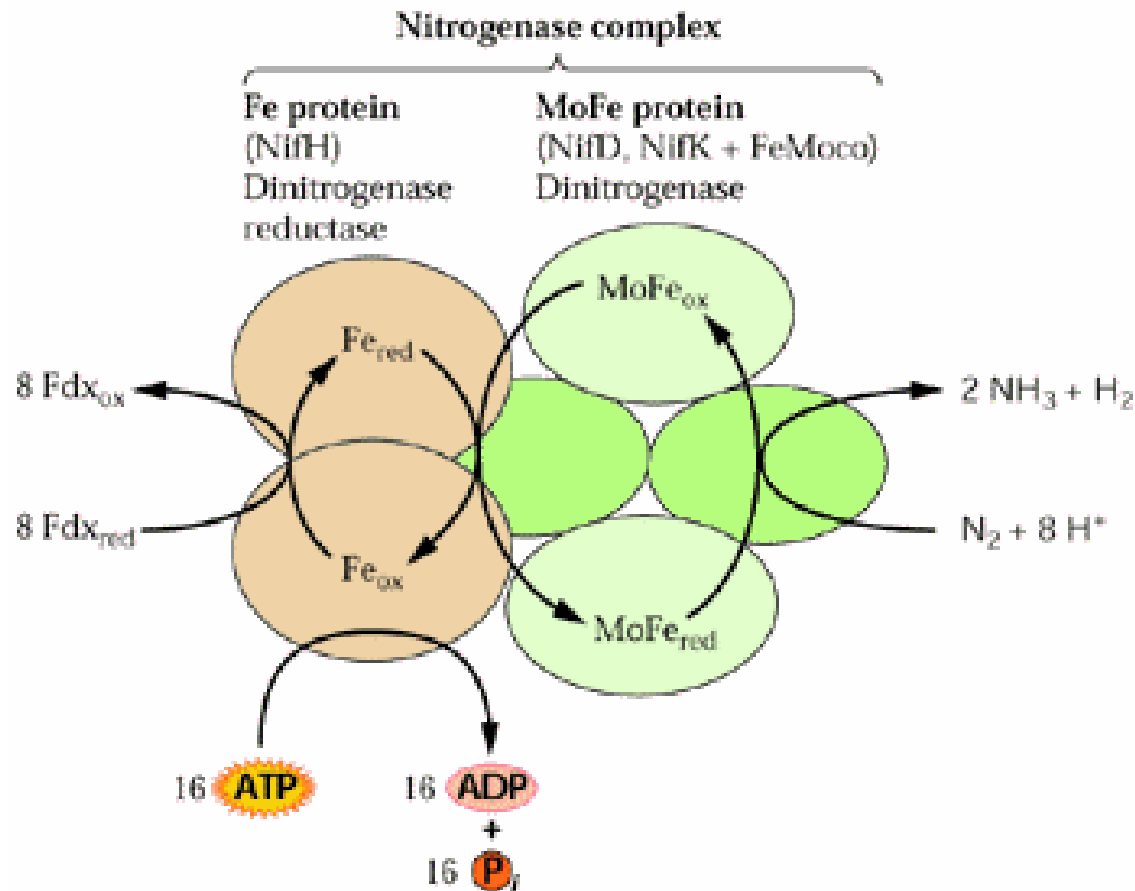 Nitrogenase complex
Fe protein
(NifH)
Dinitrogenase
reductase
MoFe protein
(NifD, NifK + FeMoco)
Dinitrogenase
MoFeox
Fered
8 Fdxox
2 NH3 + H2
8 Fdxred
N2 + 8 H+
Feox
MoFered
16 ATP
16 ADP
+
16 Pi